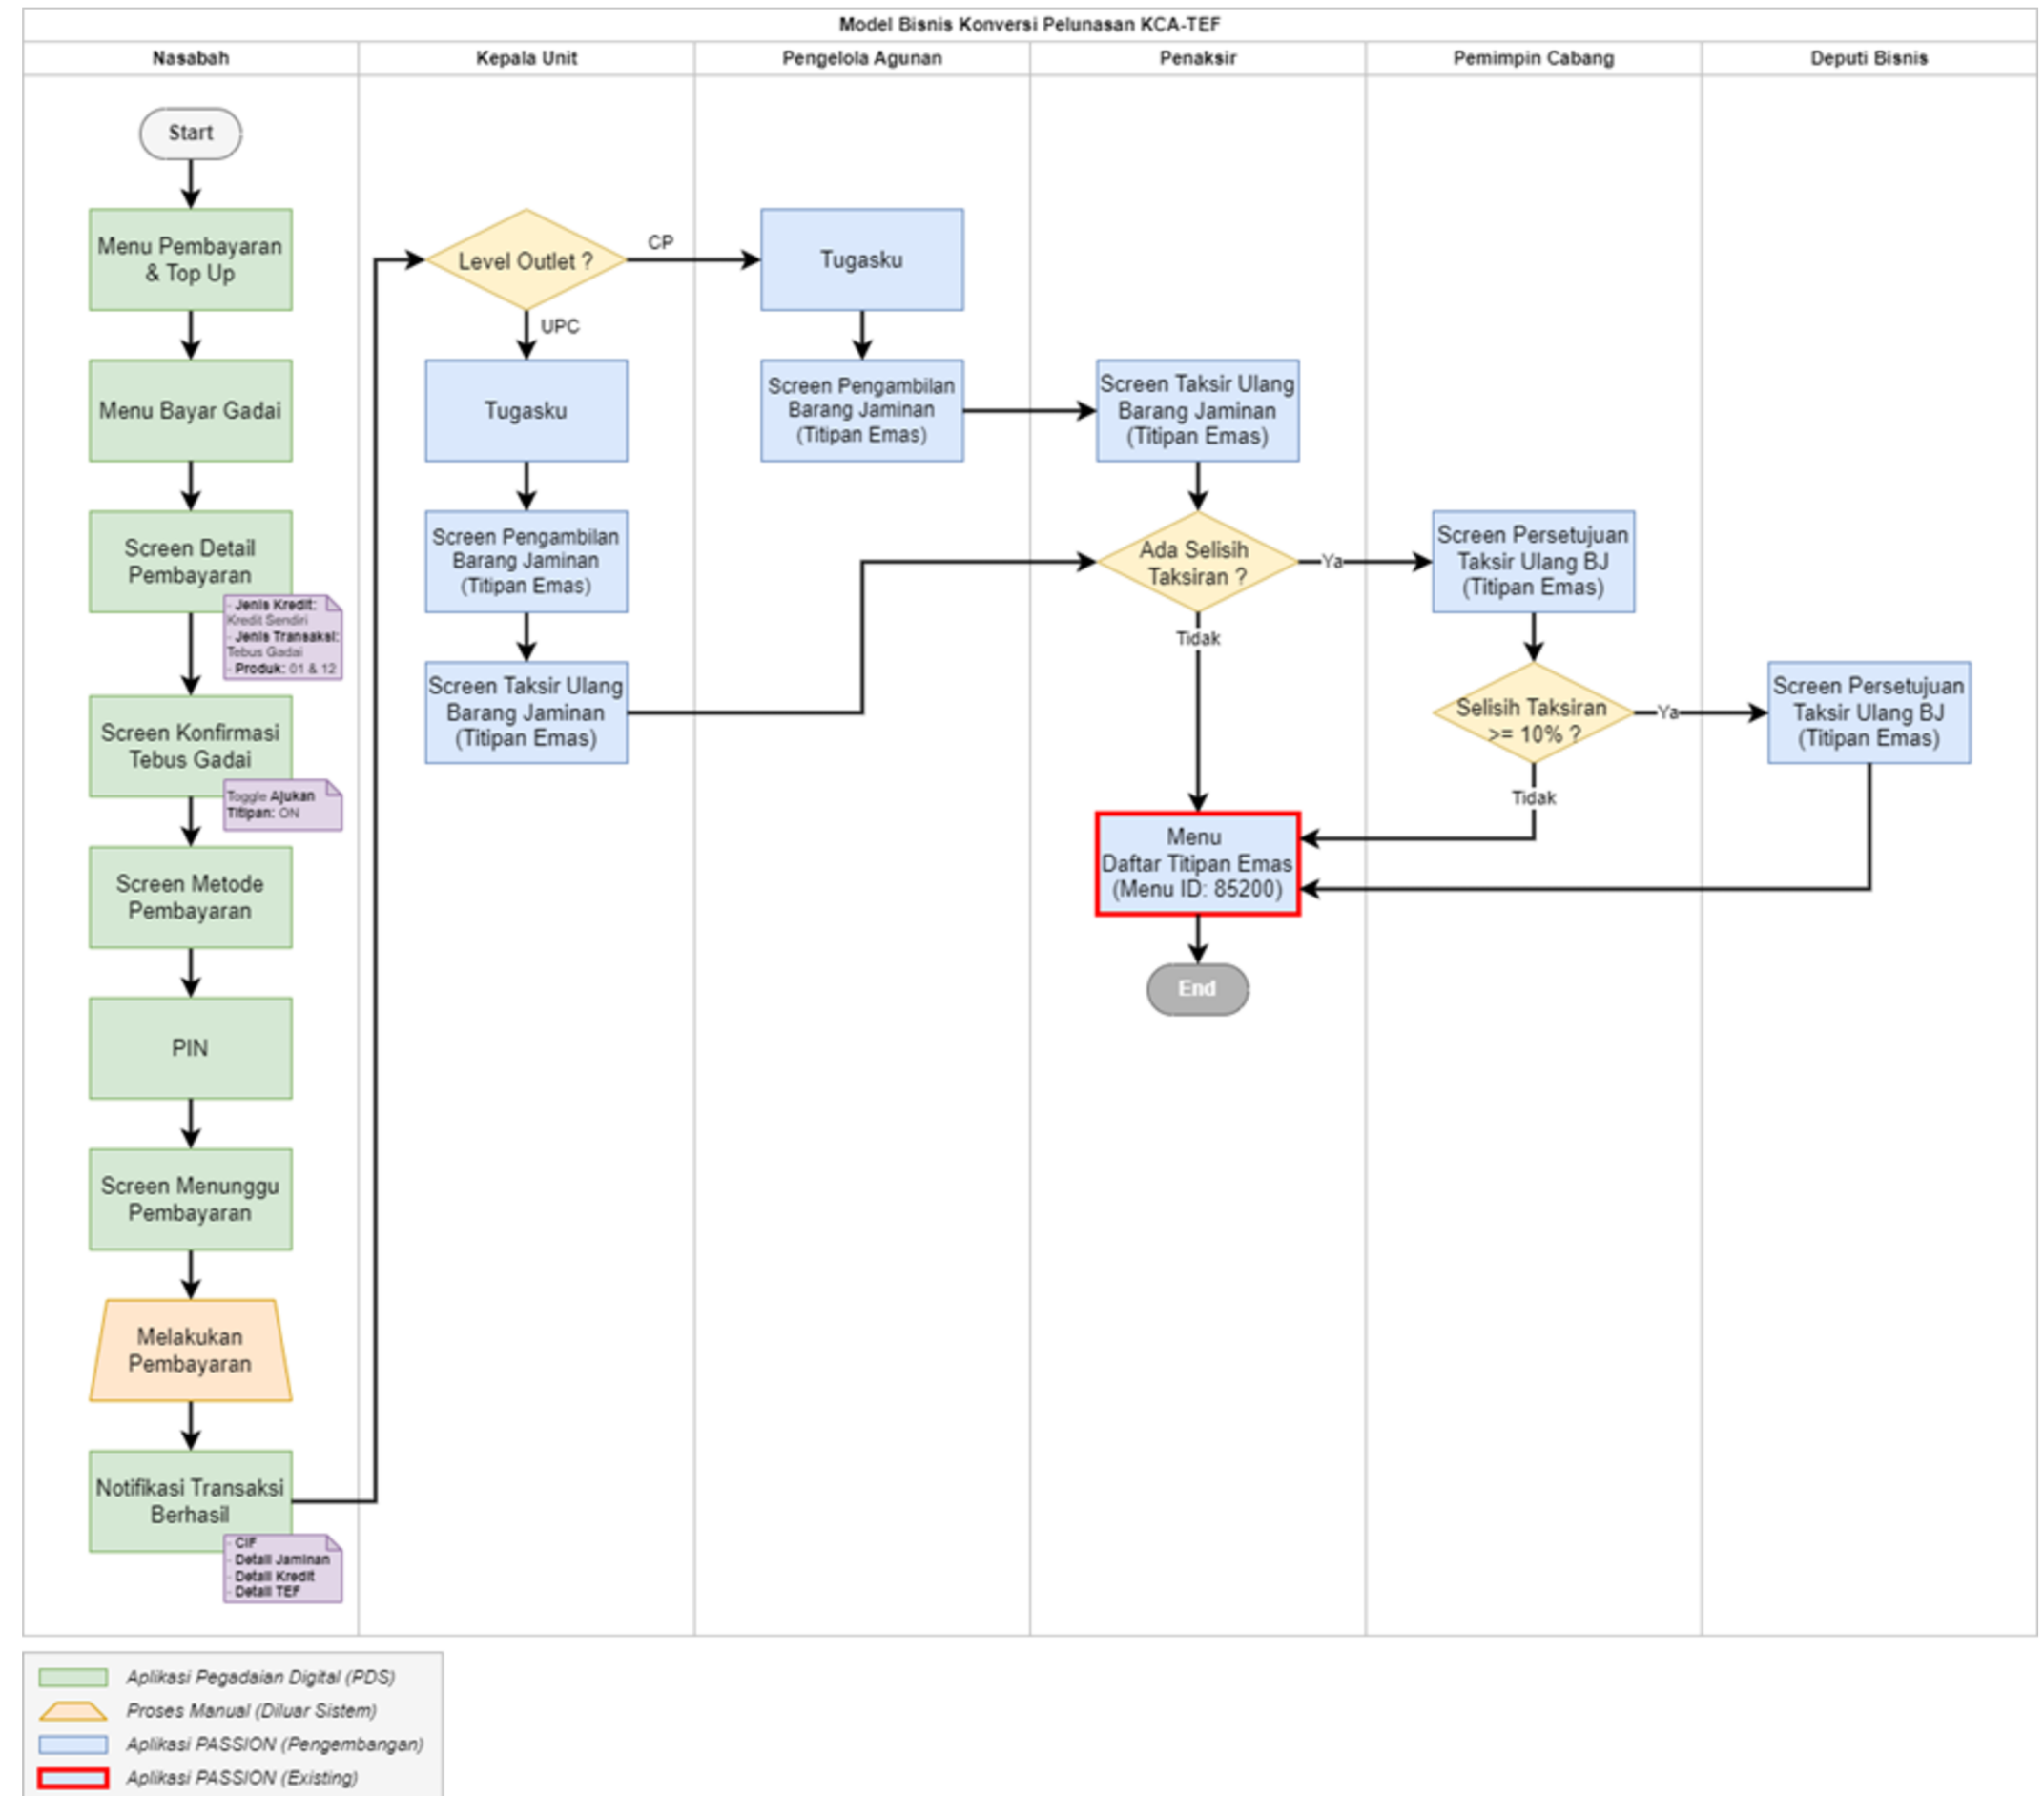 Model Bisnis Konversi Pelunasan KCA-TEF
Nasabah
Kepala Unit
Pengelola Agunan
Penaksir
Pemimpin Cabang
Deputi Bisnis
Start
Menu Pembayaran
& Top Up
Menu Bayar Gadai
Screen Detail
Pembayaran
- Jenis Kredit:
Kredit Sendiri
- Jenis Transaksi:
Tebus Gadai
- Produk: 01 & 12
Screen Konfirmasi
Tebus Gadai
Toggle Ajukan
Titipan: ON
Screen Metode
Pembayaran
PIN
Screen Menunggu
Pembayaran
Melakukan
Pembayaran
Notifikasi Transaksi
Berhasil
- CIF
- Detail Jaminan
- Detail Kredit
- Detail TEF
Level Outlet ?
CP
UPC
Tugasku
Screen Pengambilan
Barang Jaminan
(Titipan Emas)
Screen Taksir Ulang
Barang Jaminan
(Titipan Emas)
Tugasku
Screen Pengambilan
Barang Jaminan
(Titipan Emas)
Screen Taksir Ulang
Barang Jaminan
(Titipan Emas)
Ada Selisih
Taksiran ?
Ya
Tidak
Menu
Daftar Titipan Emas
(Menu ID: 85200)
End
Screen Persetujuan
Taksir Ulang BJ
(Titipan Emas)
Selisih Taksiran
>= 10% ?
Ya
Tidak
Screen Persetujuan
Taksir Ulang BJ
(Titipan Emas)
Aplikasi Pegadaian Digital (PDS)
Proses Manual (Diluar Sistem)
Aplikasi PASSION (Pengembangan)
Aplikasi PASSION (Existing)